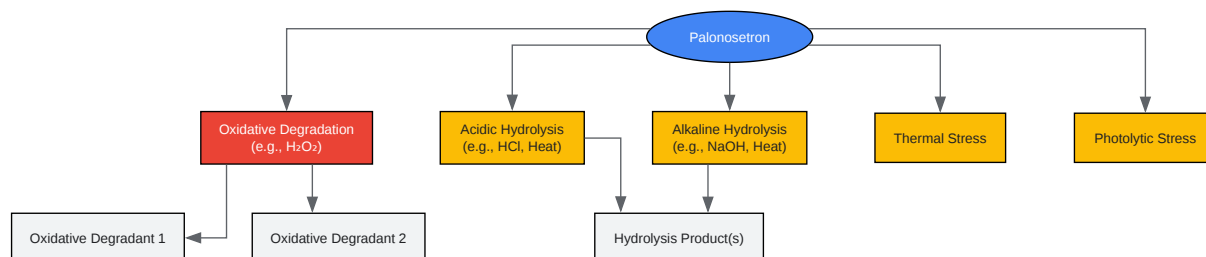 Palonosetron
Oxidative Degradation
(e.g., H₂O₂)
Acidic Hydrolysis
(e.g., HCl, Heat)
Alkaline Hydrolysis
(e.g., NaOH, Heat)
Thermal Stress
Photolytic Stress
Oxidative Degradant 1
Oxidative Degradant 2
Hydrolysis Product(s)